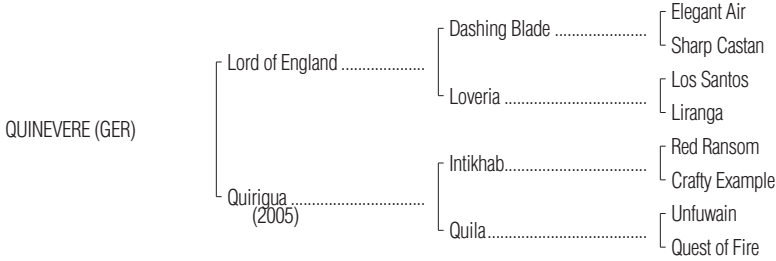 Elegant Air
Dashing Blade ......................
Sharp Castan
Lord of England ....................
Los Santos
Loveria ..................................
Liranga
QUINEVERE (GER)
Red Ransom
Intikhab..................................
Crafty Example
Quirigua ................................
(2005)
Unfuwain
Quila......................................
Quest of Fire